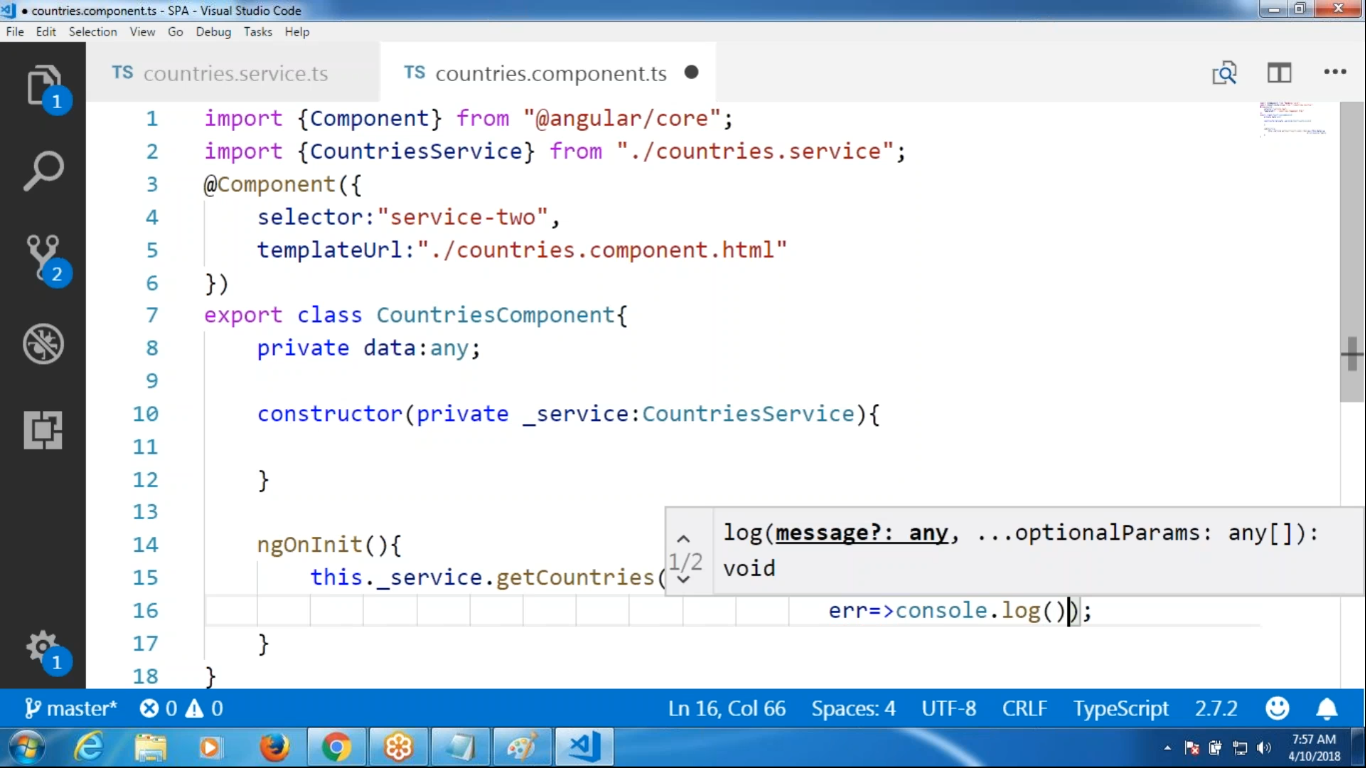 ● countries.component.ts - SPA - Visual Studio Code
File Edit Selection View Go Debug Tasks Help
TS countries.service.ts TS countries.component.ts ●
1 import {Component} from "@angular/core";
2 import {CountriesService} from "./countries.service";
3 @Component({
4 selector:"service-two",
5 templateUrl:"./countries.component.html"
6 })
7 export class CountriesComponent{
8 private data:any;
9
10 constructor(private _service:CountriesService){
11
12 }
13
log(message?: any, ...optionalParams: any[]):
14 ngOnInit(){
1/2 void
15 this._service.getCountries(
16 err=>console.log());
17 }
18 }
1
2
1
master* 0 0 Ln 16, Col 66 Spaces: 4 UTF-8 CRLF TypeScript 2.7.2
7:57 AM
4/10/2018